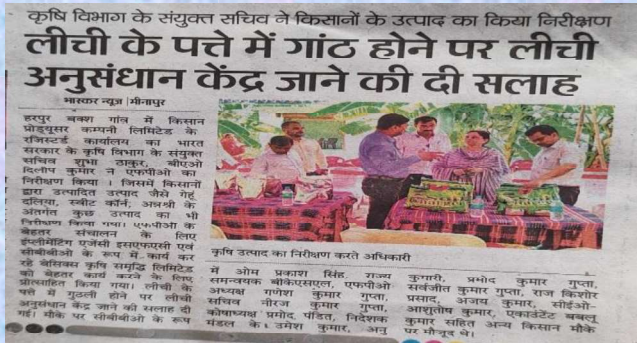 कृषि विभाग के संयुक्त सचिव ने किसानों के उत्पाद का किया निरीक्षण
लीची के पत्ते में गांठ होने पर लीची
अनुसंधान केंद्र जाने की दी सलाह
भास्कर न्यूज|मीनापुर
हरपुर बक्श गांव में किसान
प्रोड्यूसर कम्पनी लिमिटेड के
रजिस्टर्ड कार्यालय का भारत
सरकार के कृषि विभाग के संयुक्त
सचिव शुभा ठाकुर, बीएओ
दिलीप कुमार ने एफपीओ का
निरीक्षण किया । जिसमें किसानों
द्वारा उत्पादित उत्पाद जैसे गेहूं
दलिया, स्वीट कॉर्न, अन्नश्री के
अंतर्गत कुछ उत्पाद का भी
निरीक्षण किया गया। एफपीओ के
बेहतर संचालन के लिए
इंप्लीमेंटिंग एजेंसी इसएफएसी एवं
सीबीबीओ के रूप में कार्य कर
रहे बेसिक्स कृषि समृद्धि लिमिटेड
को बेहतर कार्य करने के लिए
प्रोत्साहित किया गया। लीची के
पत्ते में गुठली होने पर लीची
अनुसंधान केंद्र जाने की सलाह दी
गई। मौके पर सीबीबीओ के रूप
कृषि उत्पाद का निरीक्षण करते अधिकारी
में ओम प्रकाश सिंह, राज्य
समन्वयक बीकेएसएल, एफपीओ
अध्यक्ष गणेश कुमार गुप्ता,
सचिव नीरज कुमार गुप्ता,
कोषाध्यक्ष प्रमोद पंडित, निदेशक
मंडल के। उमेश कुमार, अनु
कुमारी, प्रमोद कुमार गुप्ता,
सर्वजीत कुमार गुप्ता, राज किशोर
प्रसाद, अजय कुमार, सीईओ–
आशुतोष कुमार, एकाउंटेंट बबलू
कुमार सहित अन्य किसान मौके
पर मौजूद थे।